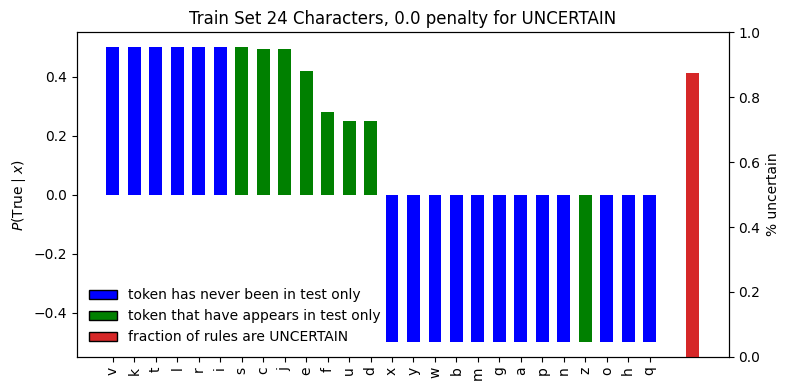 Train Set 24 Characters, 0.0 penalty for UNCERTAIN
P(True | x)
0.4
0.2
0.0
−0.2
−0.4
token has never been in test only
token that have appears in test only
fraction of rules are UNCERTAIN
v k t l r i s c j e f u d x y w b m g a p n z o h q
1.0
0.8
0.6
0.4
0.2
0.0
% uncertain